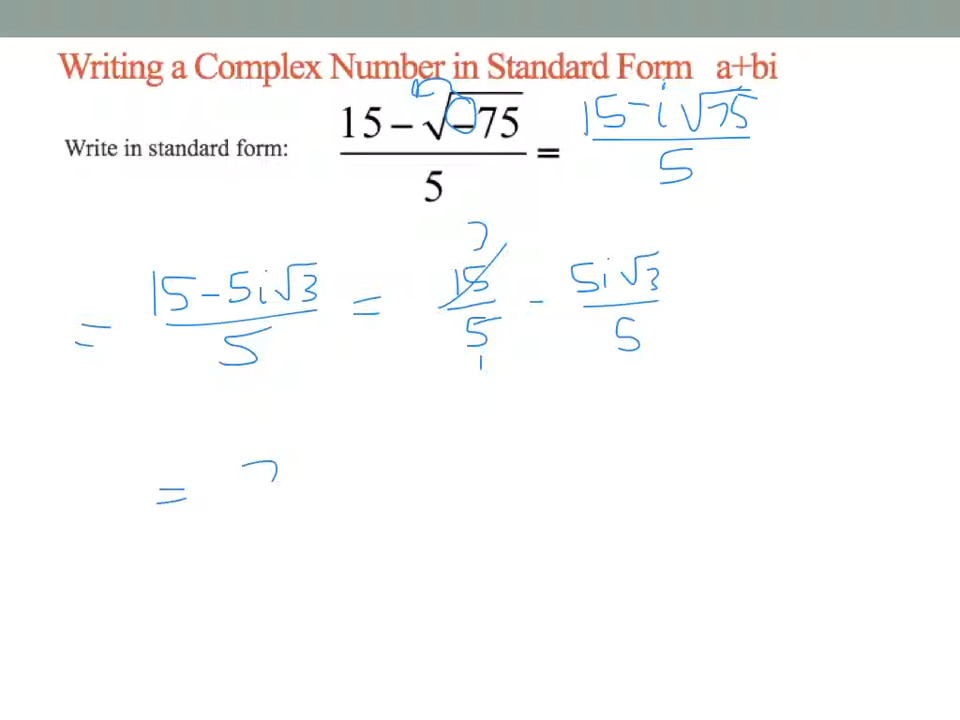 Writing a Complex Number in Standard Form a+bi
Write in standard form: (15 − √−75)/5 = (15 − i√75)/5
= (15 − 5i√3)/5 = 15/5 − 5i√3/5
=